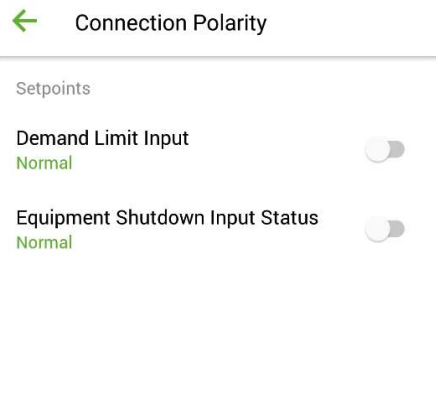 Connection Polarity
Setpoints
Demand Limit Input
Normal
Equipment Shutdown Input Status
Normal